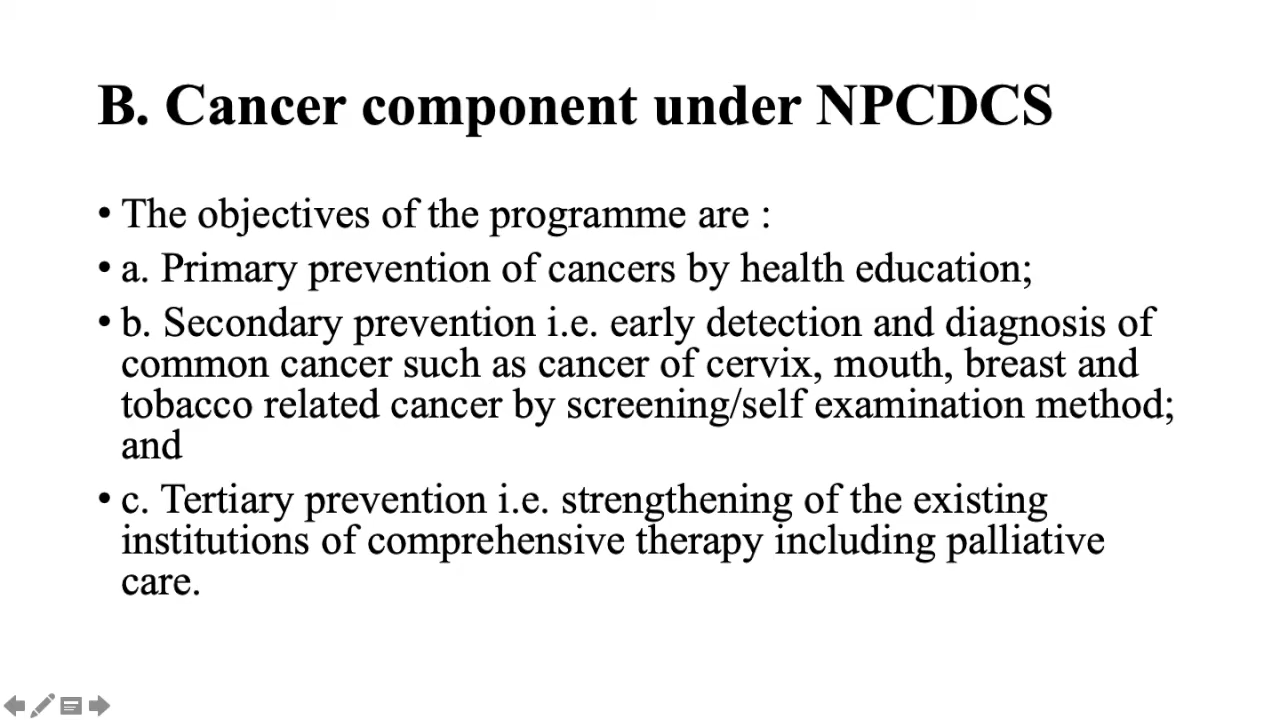 B. Cancer component under NPCDCS
• The objectives of the programme are :
• a. Primary prevention of cancers by health education;
• b. Secondary prevention i.e. early detection and diagnosis of
common cancer such as cancer of cervix, mouth, breast and
tobacco related cancer by screening/self examination method;
and
• c. Tertiary prevention i.e. strengthening of the existing
institutions of comprehensive therapy including palliative
care.